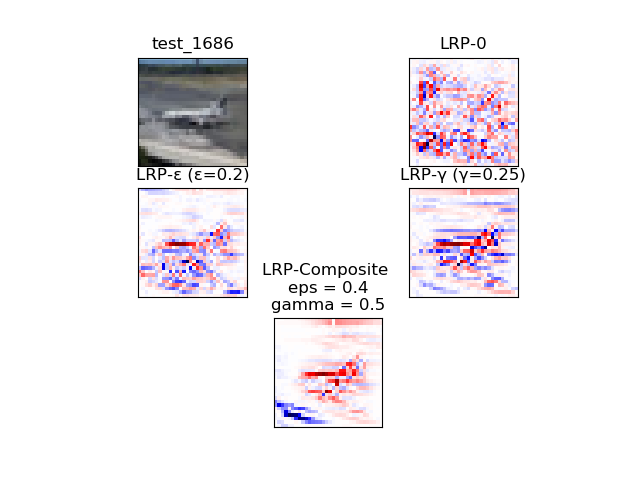 test_1686
LRP-0
LRP-ε (ε=0.2)
LRP-γ (γ=0.25)
LRP-Composite
eps = 0.4
gamma = 0.5